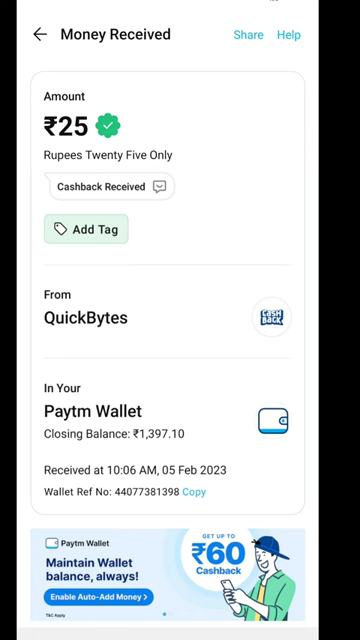 Money Received
Share
Help
Amount
₹25
Rupees Twenty Five Only
Cashback Received
Add Tag
From
QuickBytes
CASH
BACK
In Your
Paytm Wallet
Closing Balance: ₹1,397.10
Received at 10:06 AM, 05 Feb 2023
Wallet Ref No: 44077381398 Copy
Paytm Wallet
Maintain Wallet
balance, always!
Enable Auto-Add Money >
T&C Apply
GET UP TO
₹60
Cashback